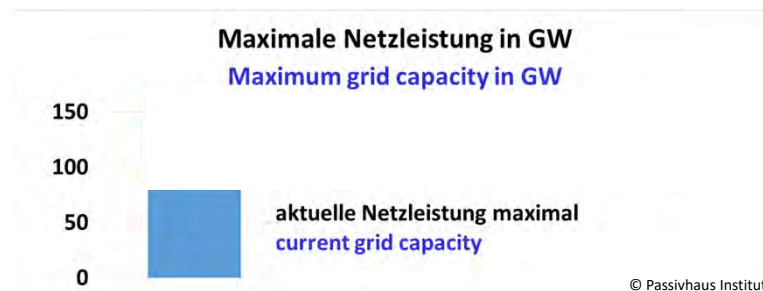 Maximale Netzleistung in GW
Maximum grid capacity in GW
150
100
50
0
aktuelle Netzleistung maximal
current grid capacity
© Passivhaus Institut